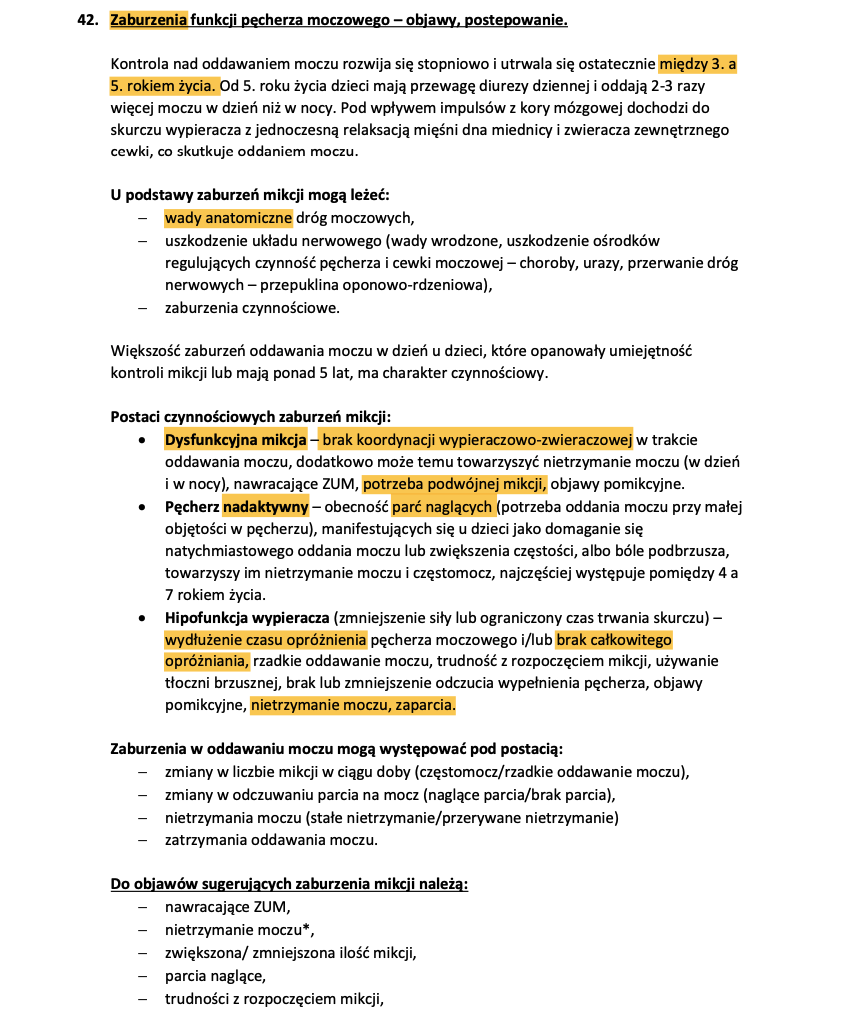 42. Zaburzenia funkcji pęcherza moczowego – objawy, postepowanie.
Kontrola nad oddawaniem moczu rozwija się stopniowo i utrwala się ostatecznie między 3. a
5. rokiem życia. Od 5. roku życia dzieci mają przewagę diurezy dziennej i oddają 2-3 razy
więcej moczu w dzień niż w nocy. Pod wpływem impulsów z kory mózgowej dochodzi do
skurczu wypieracza z jednoczesną relaksacją mięśni dna miednicy i zwieracza zewnętrznego
cewki, co skutkuje oddaniem moczu.
U podstawy zaburzeń mikcji mogą leżeć:
– wady anatomiczne dróg moczowych,
– uszkodzenie układu nerwowego (wady wrodzone, uszkodzenie ośrodków
regulujących czynność pęcherza i cewki moczowej – choroby, urazy, przerwanie dróg
nerwowych – przepuklina oponowo-rdzeniowa),
– zaburzenia czynnościowe.
Większość zaburzeń oddawania moczu w dzień u dzieci, które opanowały umiejętność
kontroli mikcji lub mają ponad 5 lat, ma charakter czynnościowy.
Postaci czynnościowych zaburzeń mikcji:
• Dysfunkcyjna mikcja – brak koordynacji wypieraczowo-zwieraczowej w trakcie
oddawania moczu, dodatkowo może temu towarzyszyć nietrzymanie moczu (w dzień
i w nocy), nawracające ZUM, potrzeba podwójnej mikcji, objawy pomikcyjne.
• Pęcherz nadaktywny – obecność parć naglących (potrzeba oddania moczu przy małej
objętości w pęcherzu), manifestujących się u dzieci jako domaganie się
natychmiastowego oddania moczu lub zwiększenia częstości, albo bóle podbrzusza,
towarzyszy im nietrzymanie moczu i częstomocz, najczęściej występuje pomiędzy 4 a
7 rokiem życia.
• Hipofunkcja wypieracza (zmniejszenie siły lub ograniczony czas trwania skurczu) –
wydłużenie czasu opróżnienia pęcherza moczowego i/lub brak całkowitego
opróżniania, rzadkie oddawanie moczu, trudność z rozpoczęciem mikcji, używanie
tłoczni brzusznej, brak lub zmniejszenie odczucia wypełnienia pęcherza, objawy
pomikcyjne, nietrzymanie moczu, zaparcia.
Zaburzenia w oddawaniu moczu mogą występować pod postacią:
– zmiany w liczbie mikcji w ciągu doby (częstomocz/rzadkie oddawanie moczu),
– zmiany w odczuwaniu parcia na mocz (naglące parcia/brak parcia),
– nietrzymania moczu (stałe nietrzymanie/przerywane nietrzymanie)
– zatrzymania oddawania moczu.
Do objawów sugerujących zaburzenia mikcji należą:
– nawracające ZUM,
– nietrzymanie moczu*,
– zwiększona/ zmniejszona ilość mikcji,
– parcia naglące,
– trudności z rozpoczęciem mikcji,